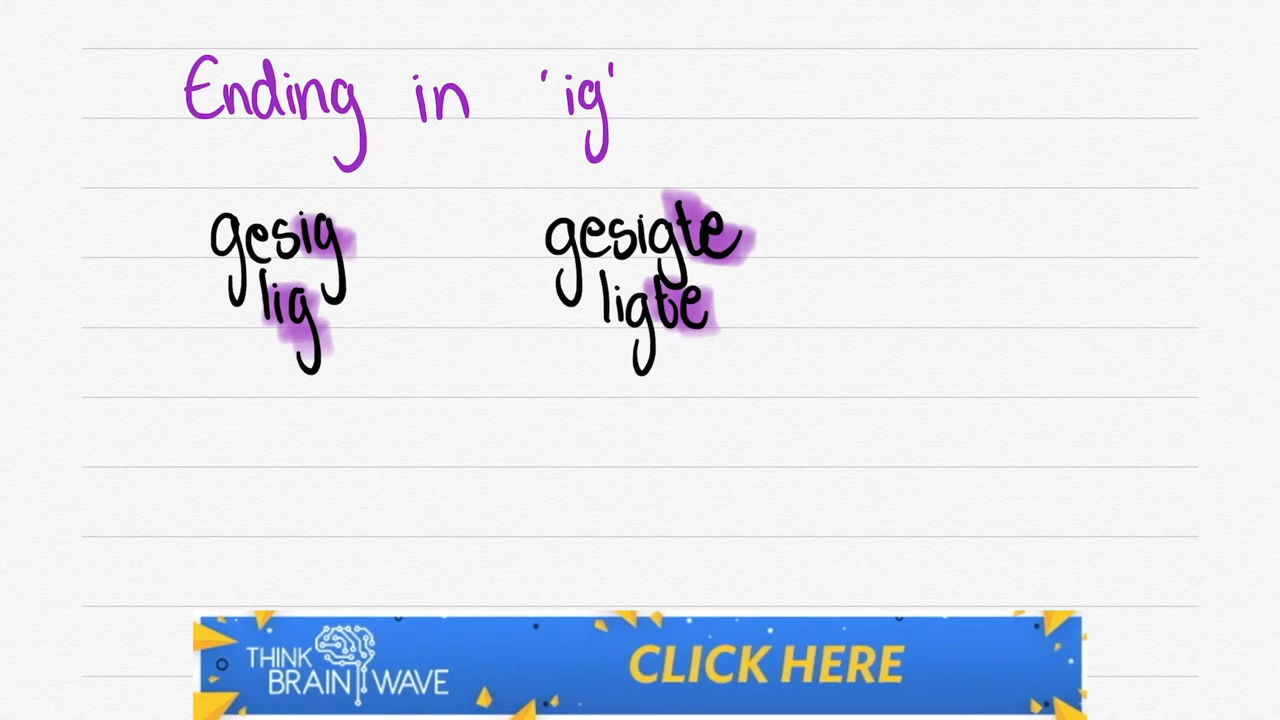 Ending in 'ig'
gesig gesigte
lig ligte
THINK BRAIN WAVE
CLICK HERE